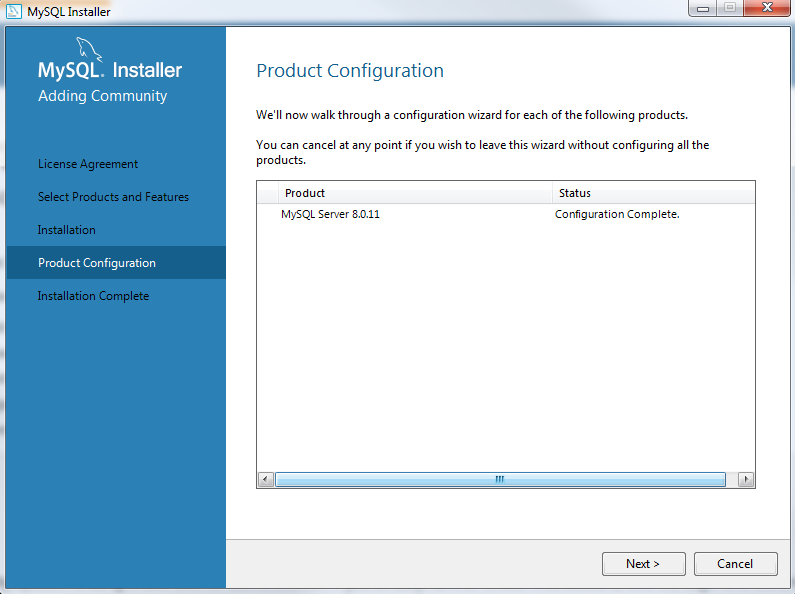 MySQL Installer
MySQL. Installer
Adding Community
License Agreement
Select Products and Features
Installation
Product Configuration
Installation Complete
Product Configuration
We'll now walk through a configuration wizard for each of the following products.
You can cancel at any point if you wish to leave this wizard without configuring all the
products.
Product Status
MySQL Server 8.0.11 Configuration Complete.
Next > Cancel